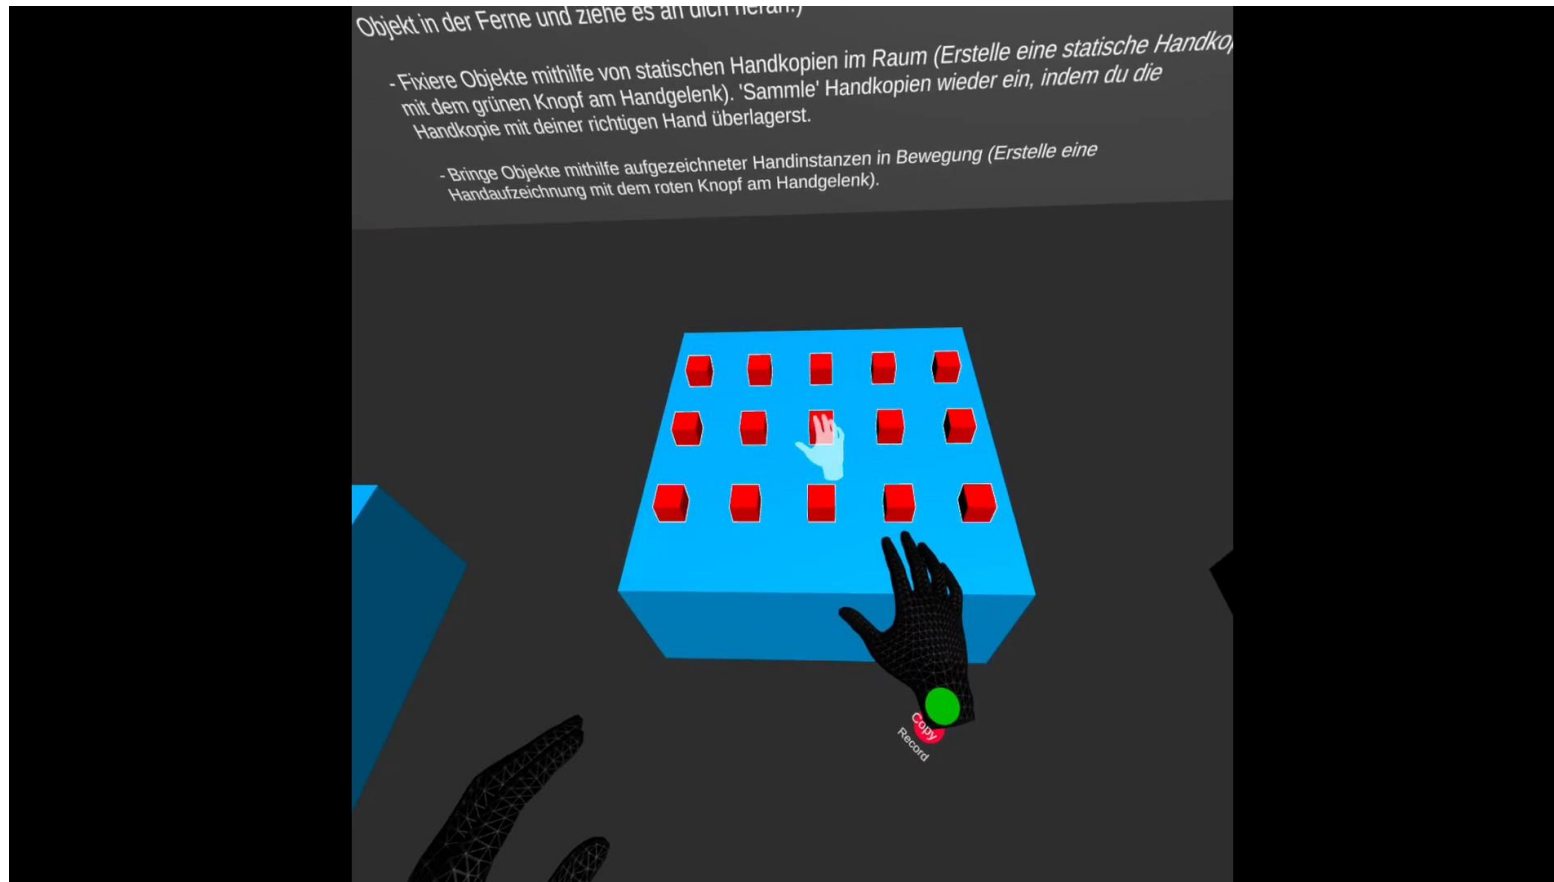 Objekt in der Ferne und ziehe es an dich heran.)
- Fixiere Objekte mithilfe von statischen Handkopien im Raum (Erstelle eine statische
mit dem grünen Knopf am Handgelenk). 'Sammle' Handkopien wieder ein, indem du die
Handkopie mit deiner richtigen Hand überlagerst.
- Bringe Objekte mithilfe aufgezeichneter Handinstanzen in Bewegung (Erstelle eine
Handaufzeichnung mit dem roten Knopf am Handgelenk).
Copy
Record